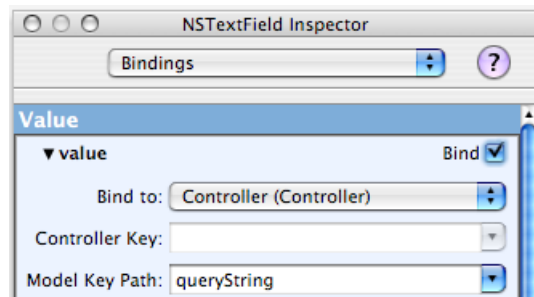 NSTextField Inspector
Bindings ?
Value
value Bind
Bind to: Controller (Controller)
Controller Key:
Model Key Path: queryString